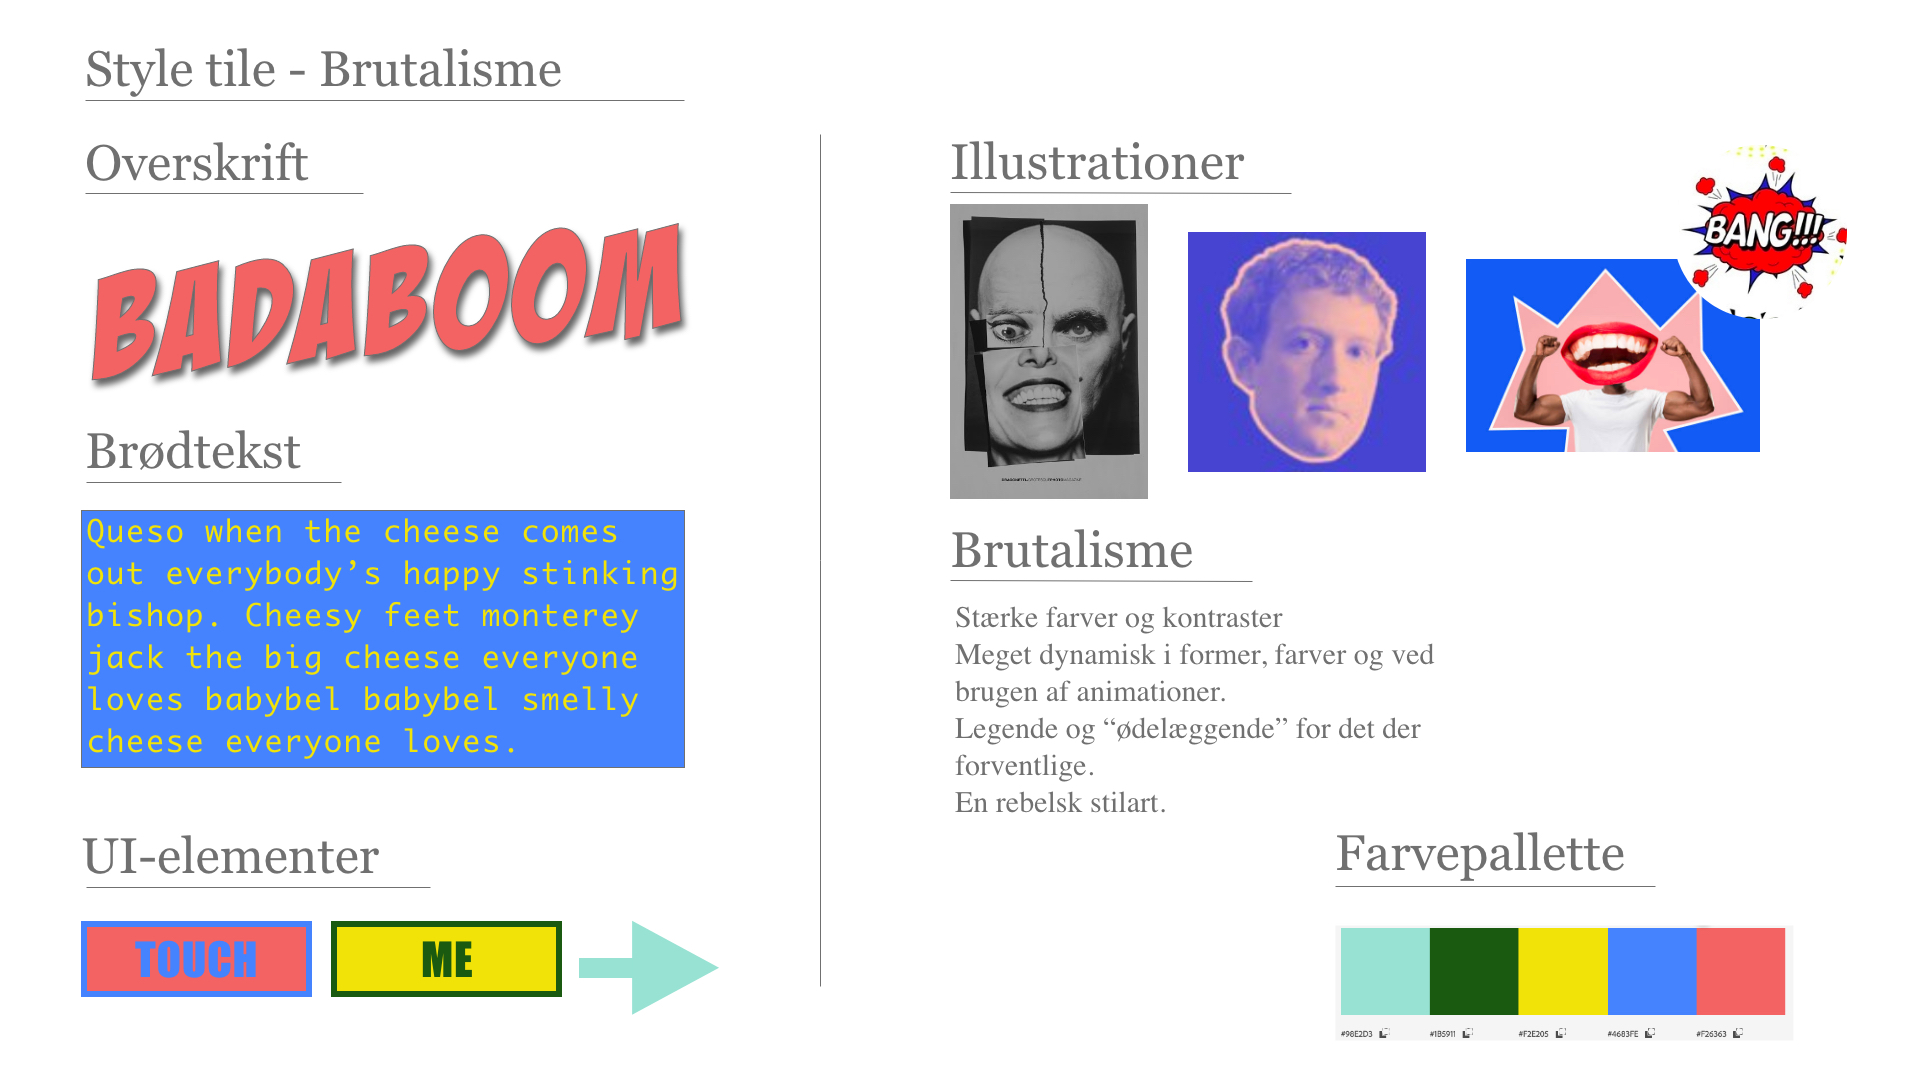 Style tile - Brutalisme
Overskrift
BADABOOM
Brødtekst
Queso when the cheese comes
out everybody’s happy stinking
bishop. Cheesy feet monterey
jack the big cheese everyone
loves babybel babybel smelly
cheese everyone loves.
UI-elementer
TOUCH
ME
Illustrationer
BANG!!!
Brutalisme
Stærke farver og kontraster
Meget dynamisk i former, farver og ved
brugen af animationer.
Legende og “ødelæggende” for det der
forventlige.
En rebelsk stilart.
Farvepallette
#98E2D3 #1B5911 #F2E205 #4683FE #F26363